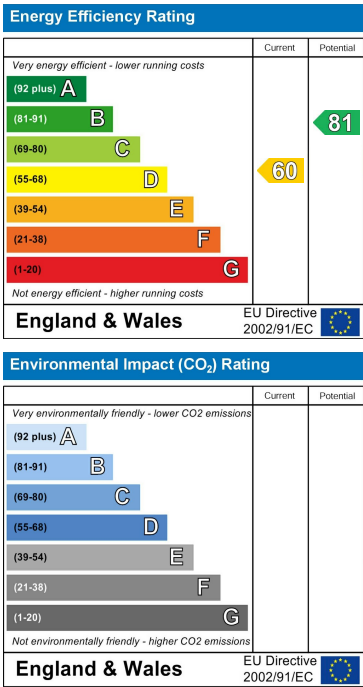 Energy Efficiency Rating
Current Potential
Very energy efficient - lower running costs
(92 plus) A
(81-91) B
81
(69-80) C
(55-68) D
60
(39-54) E
(21-38) F
(1-20) G
Not energy efficient - higher running costs
England & Wales
EU Directive
2002/91/EC
Environmental Impact (CO₂) Rating
Current Potential
Very environmentally friendly - lower CO2 emissions
(92 plus) A
(81-91) B
(69-80) C
(55-68) D
(39-54) E
(21-38) F
(1-20) G
Not environmentally friendly - higher CO2 emissions
England & Wales
EU Directive
2002/91/EC